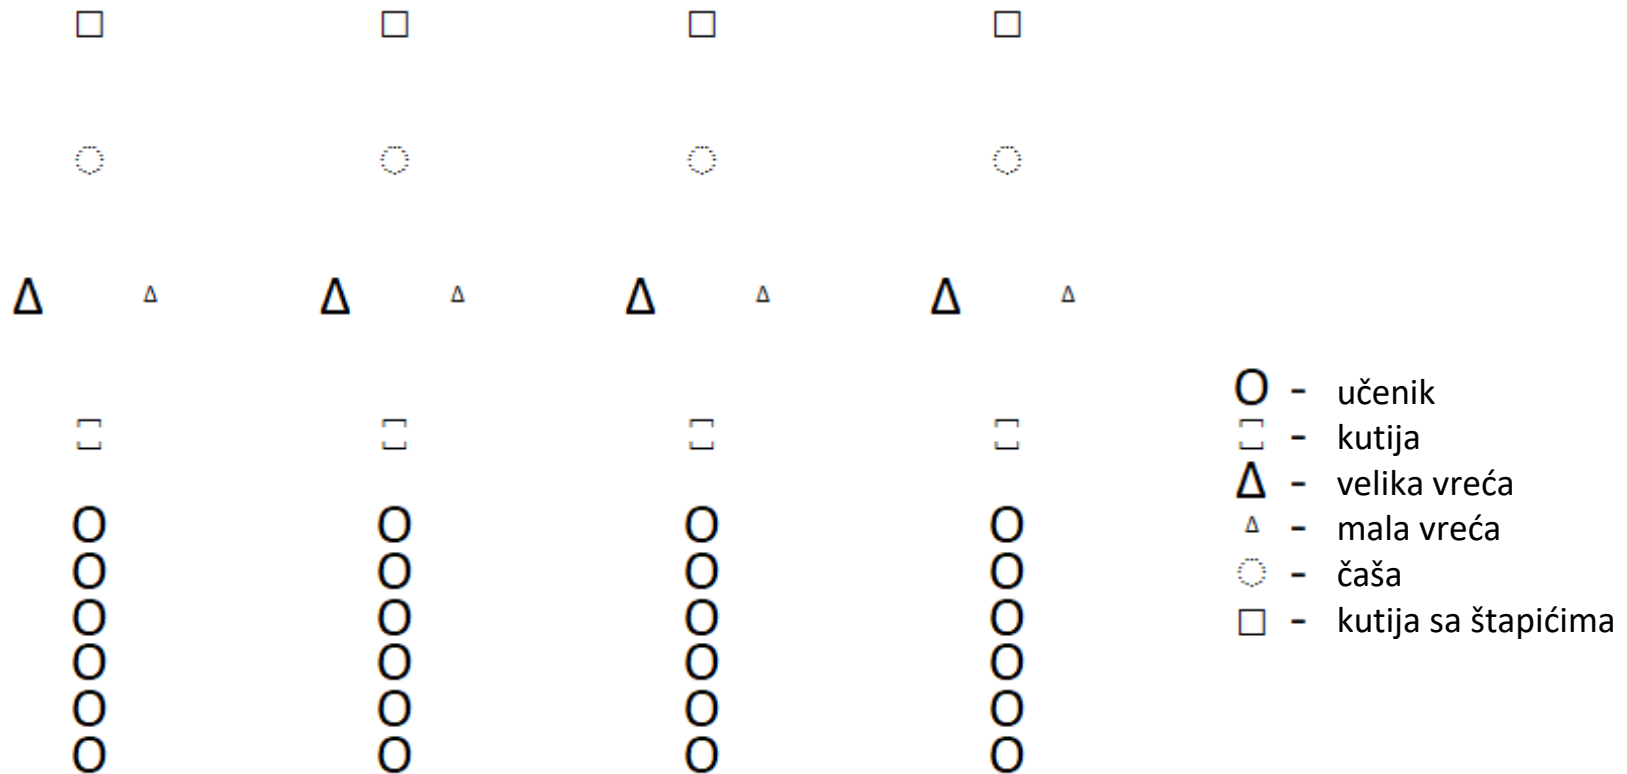 □ □ □ □
◌ ◌ ◌ ◌
Δ Δ Δ Δ Δ Δ Δ Δ
O - učenik
- kutija
Δ - velika vreća
Δ - mala vreća
◌ - čaša
□ - kutija sa štapićima
O O O O
O O O O
O O O O
O O O O
O O O O
O O O O